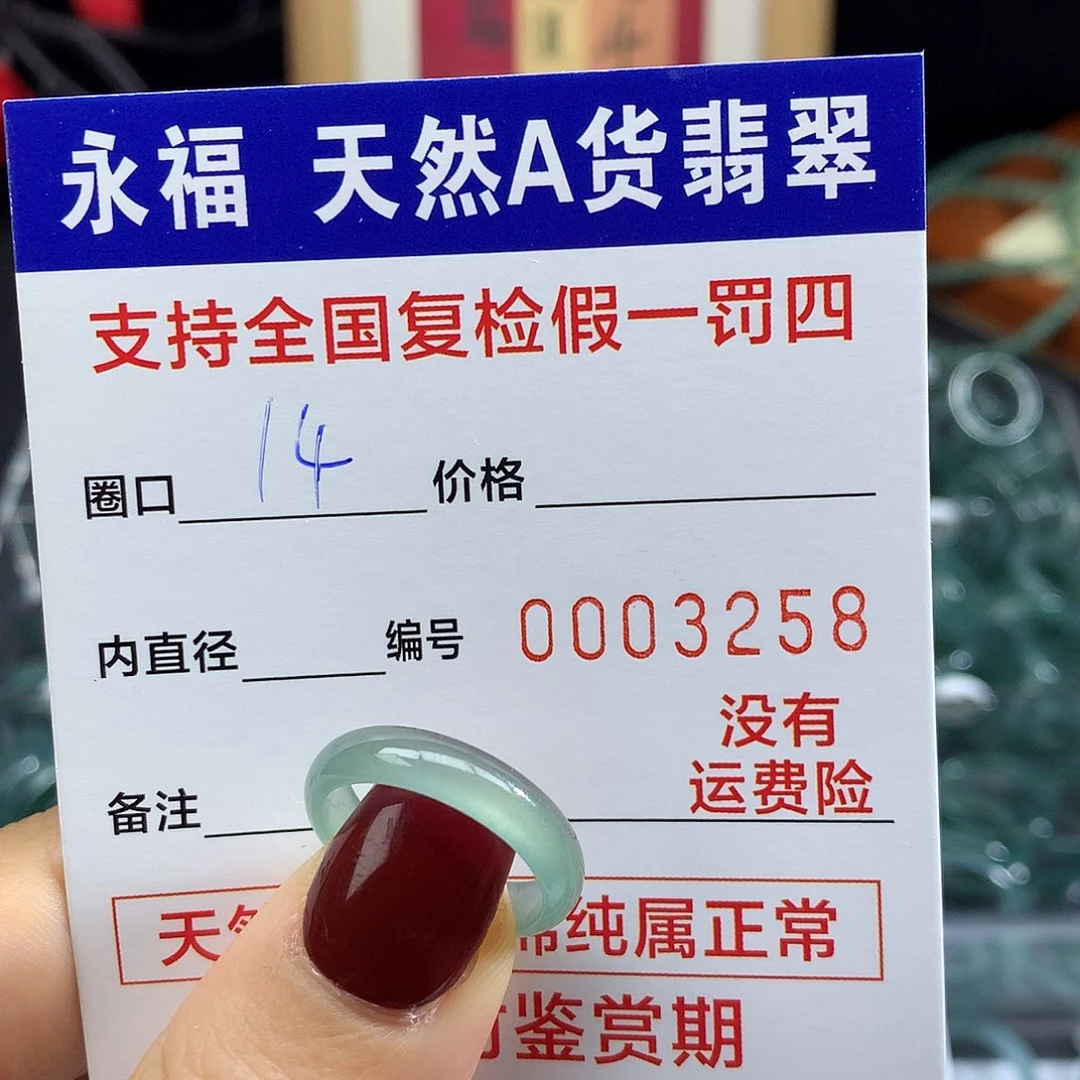 永福 天然A货翡翠
支持全国复检假一罚四
圈口 14 价格
内直径 编号 0003258
没有
运费险
备注
天 纯属正常
鉴赏期